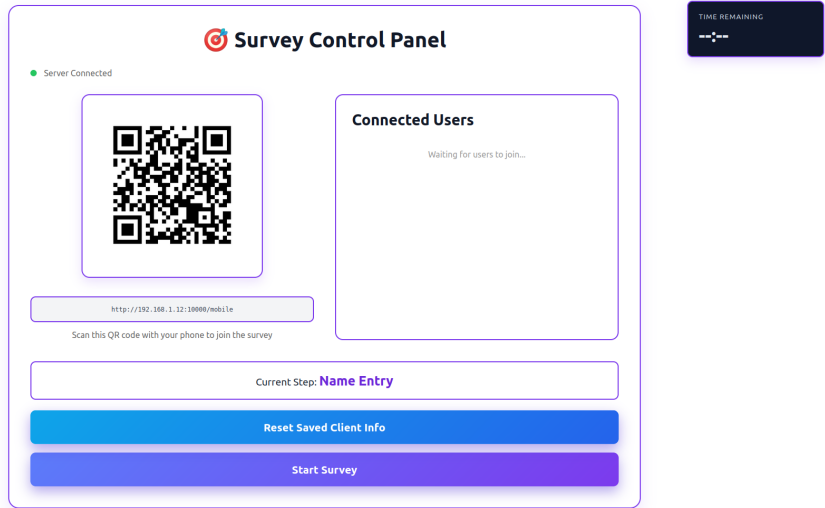 🎯 Survey Control Panel
TIME REMAINING
--:--
Server Connected
Connected Users
Waiting for users to join...
http://192.168.1.12:10000/mobile
Scan this QR code with your phone to join the survey
Current Step: Name Entry
Reset Saved Client Info
Start Survey